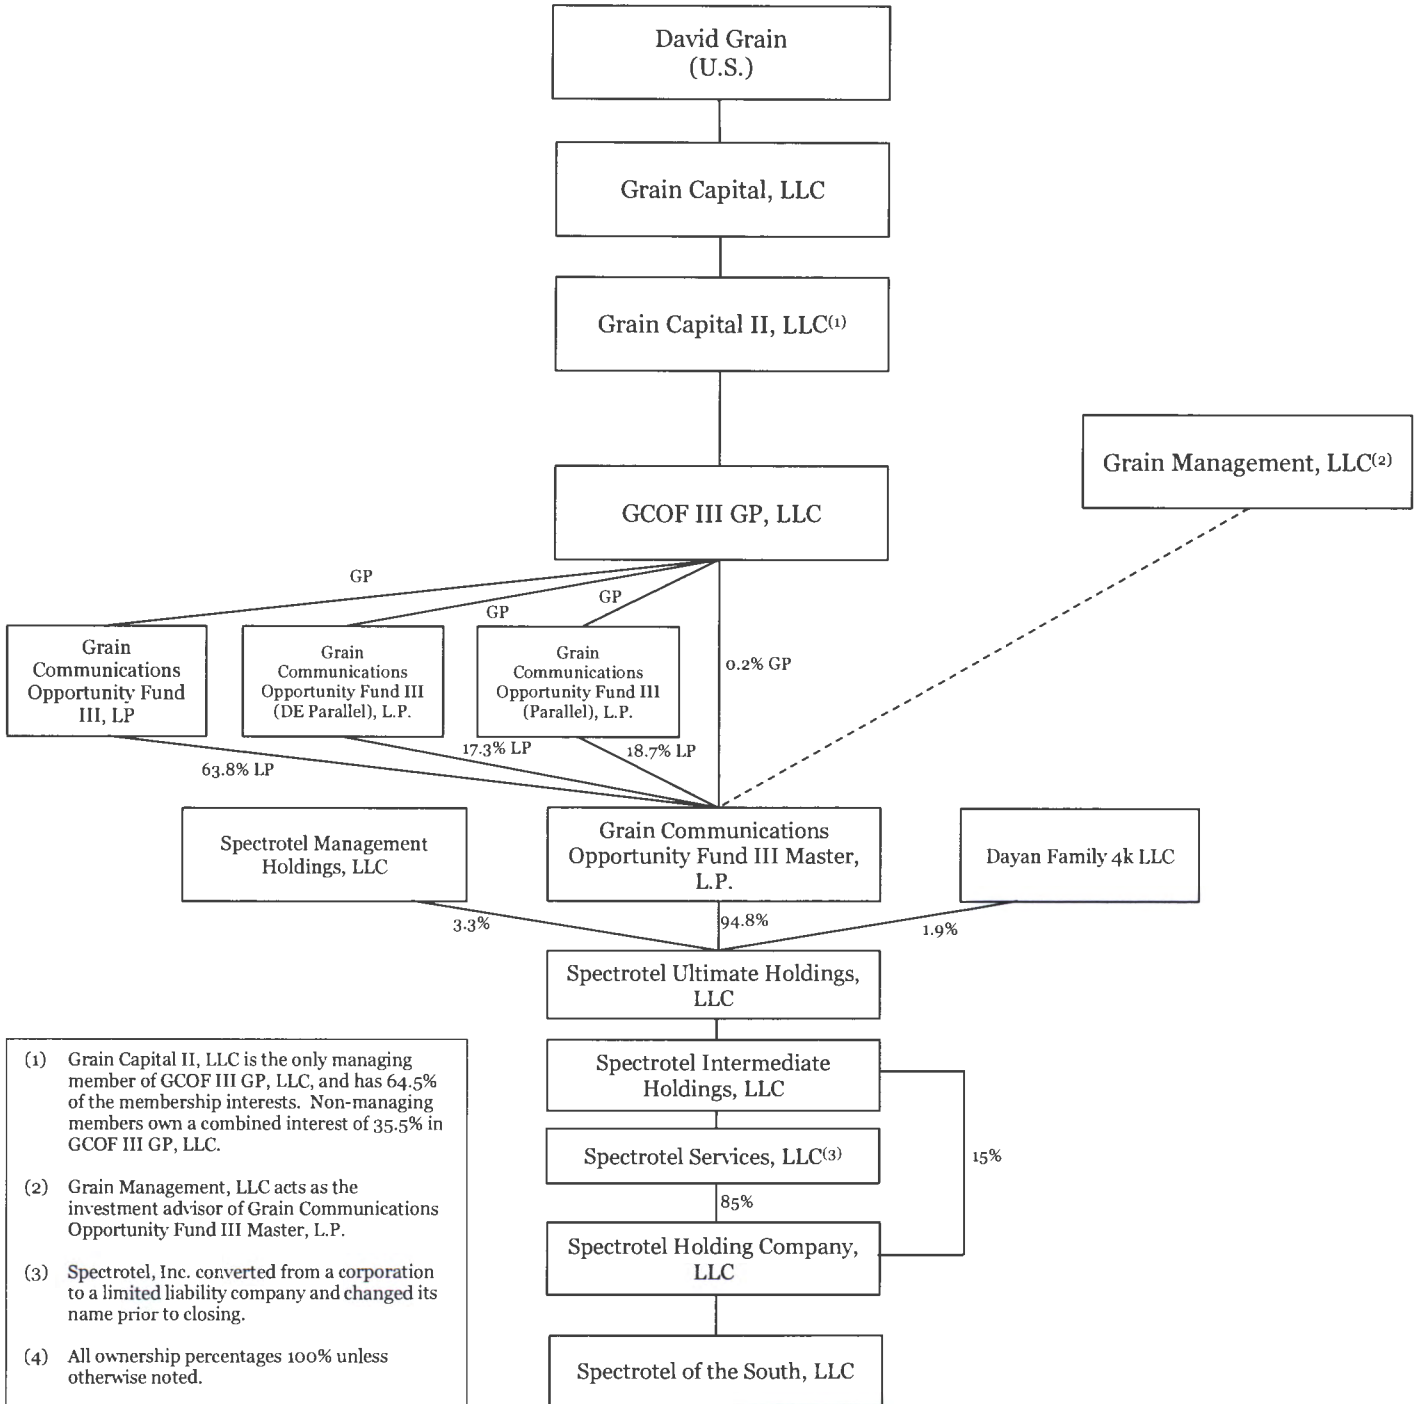 David Grain
(U.S.)
Grain Capital, LLC
Grain Capital II, LLC(1)
Grain Management, LLC(2)
GCOF III GP, LLC
GP
GP
GP
0.2% GP
Grain
Communications
Opportunity Fund
III, LP
Grain
Communications
Opportunity Fund III
(DE Parallel), L.P.
Grain
Communications
Opportunity Fund III
(Parallel), L.P.
63.8% LP
17.3% LP
18.7% LP
Spectrotel Management
Holdings, LLC
Grain Communications
Opportunity Fund III Master,
L.P.
Dayan Family 4k LLC
3.3%
94.8%
1.9%
Spectrotel Ultimate Holdings,
LLC
Spectrotel Intermediate
Holdings, LLC
Spectrotel Services, LLC(3)
15%
85%
Spectrotel Holding Company,
LLC
Spectrotel of the South, LLC
(1) Grain Capital II, LLC is the only managing
member of GCOF III GP, LLC, and has 64.5%
of the membership interests. Non-managing
members own a combined interest of 35.5% in
GCOF III GP, LLC.
(2) Grain Management, LLC acts as the
investment advisor of Grain Communications
Opportunity Fund III Master, L.P.
(3) Spectrotel, Inc. converted from a corporation
to a limited liability company and changed its
name prior to closing.
(4) All ownership percentages 100% unless
otherwise noted.